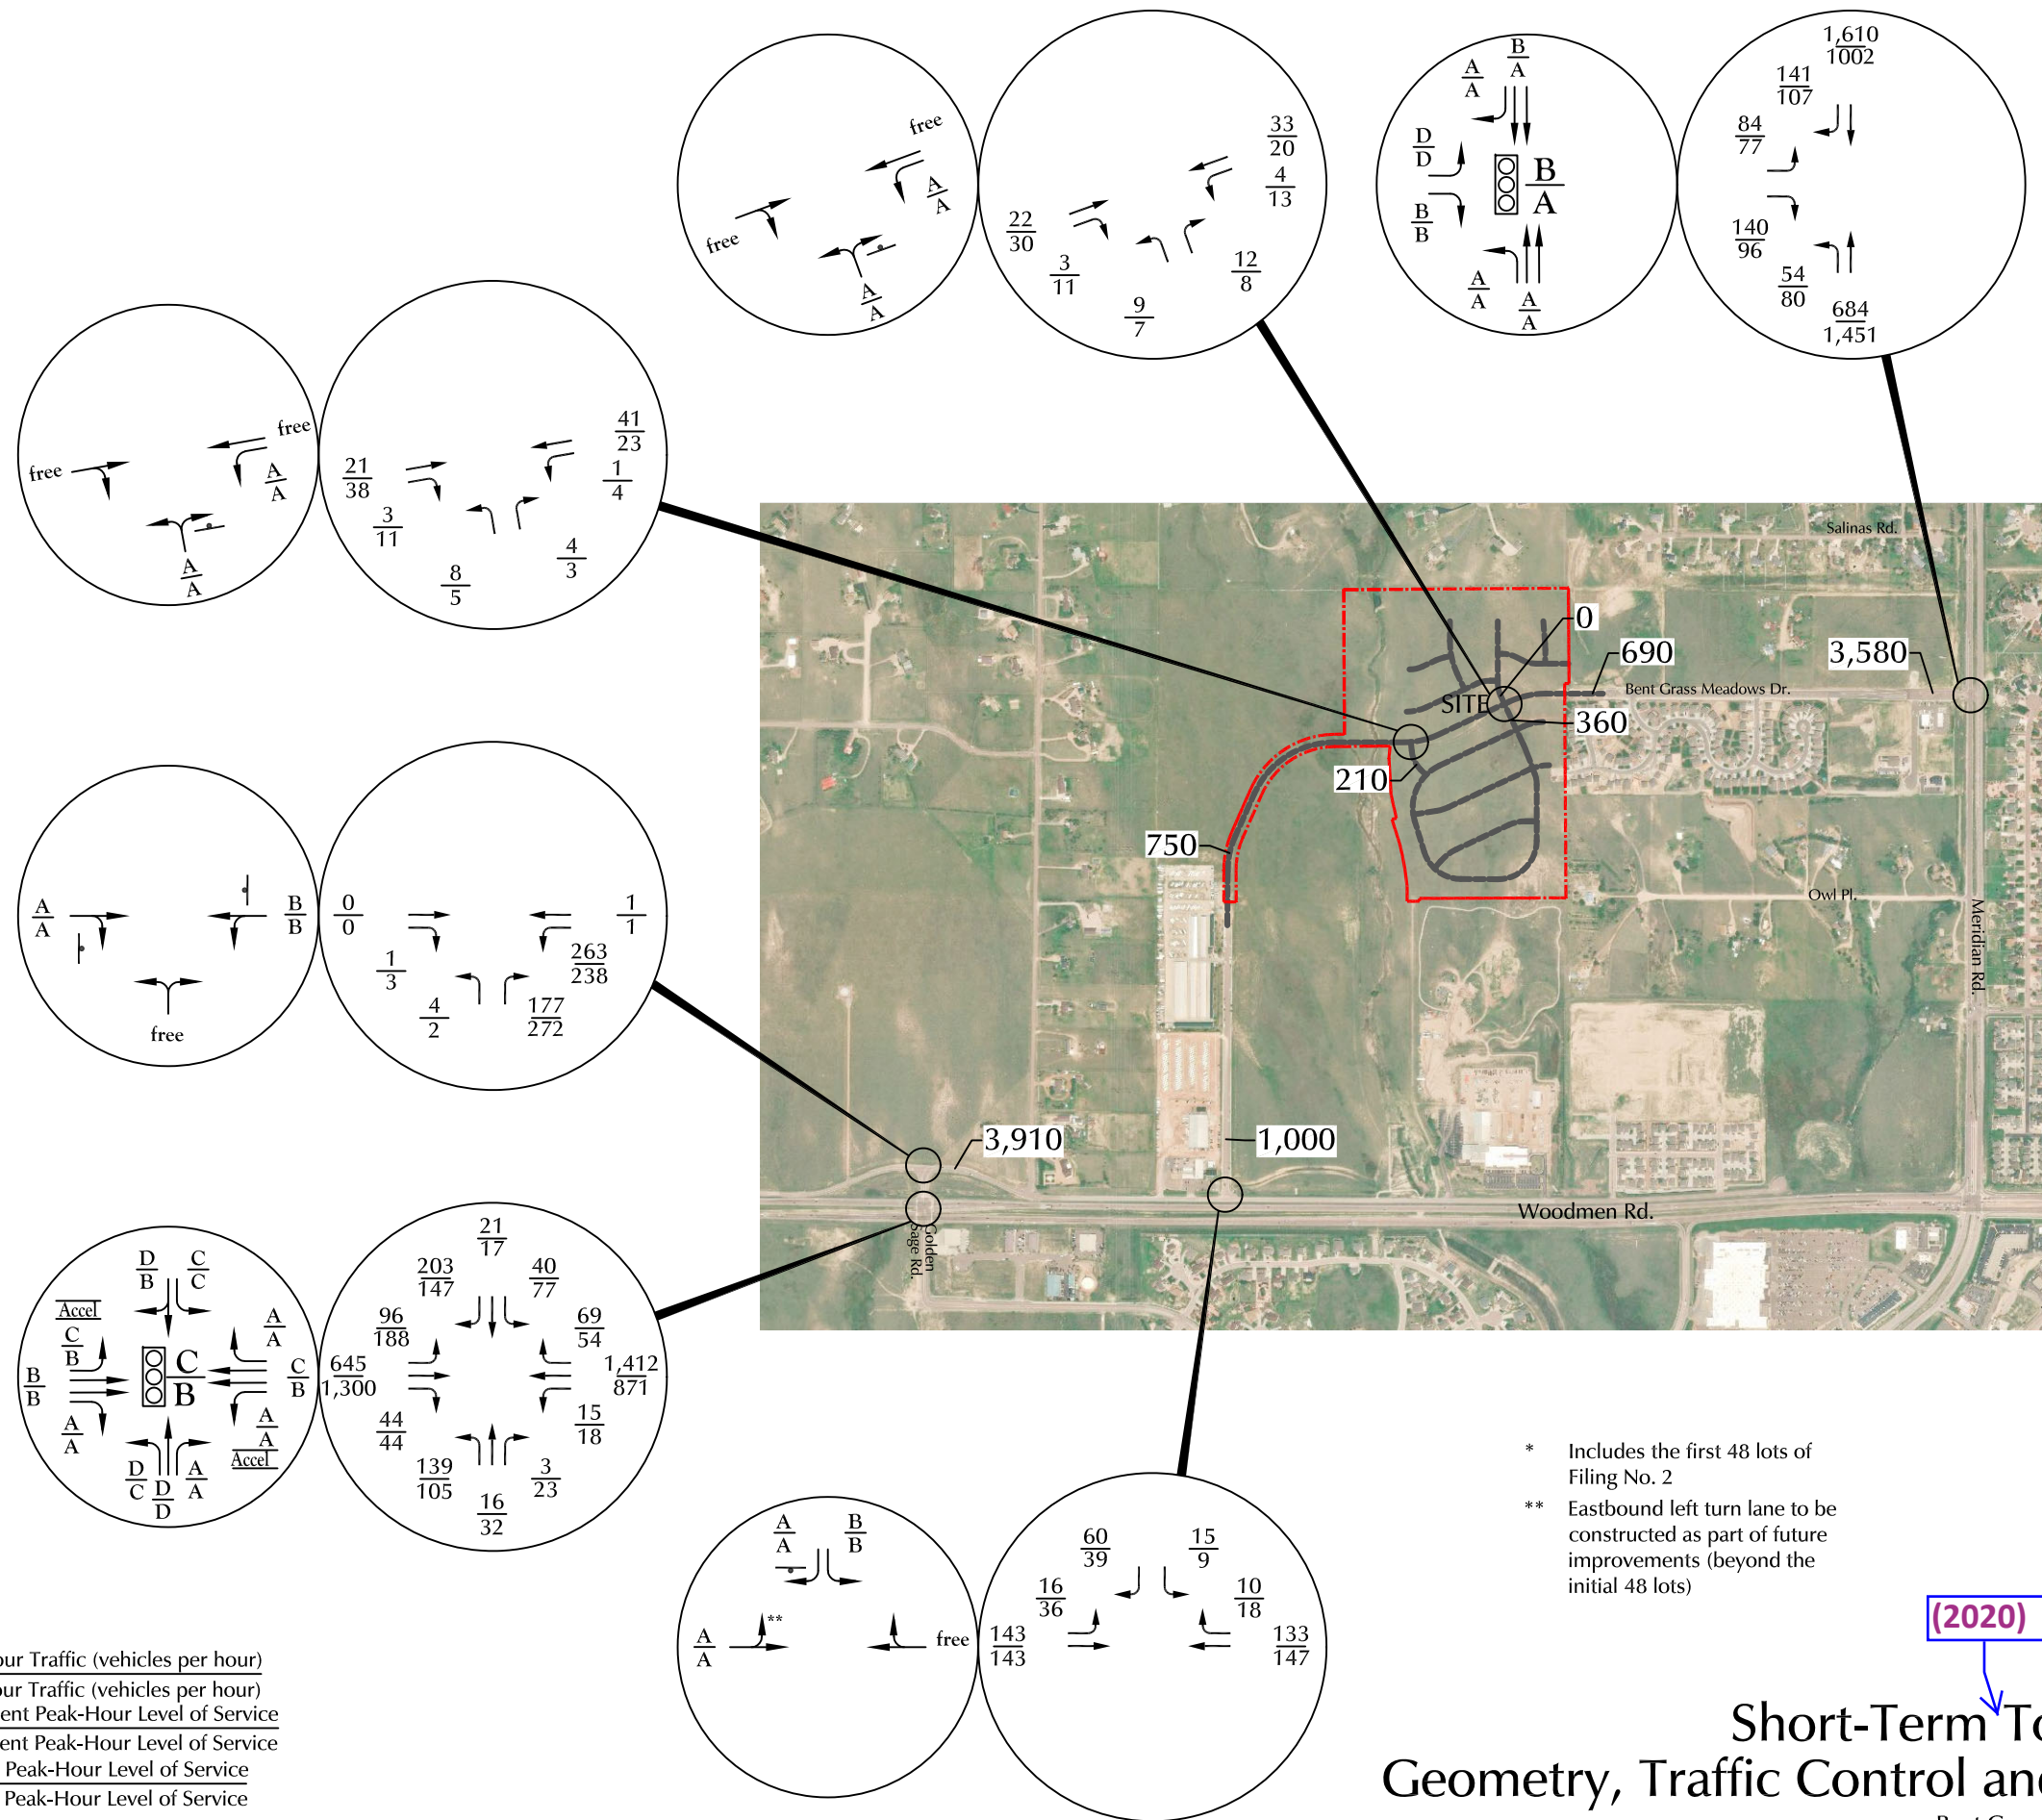 B
A
A
A
D
D
B
B
B
A
A
A
A
A
1,610
1002
141
107
84
77
140
96
54
80
684
1,451
free
A
A
free
A
A
33
20
4
13
22
30
3
11
12
8
9
7
free
free
A
A
A
A
41
23
1
4
21
38
3
11
4
3
8
5
Salinas Rd.
0
690
3,580
Bent Grass Meadows Dr.
SITE
360
210
750
Owl Pl.
Meridian Rd.
3,910
1,000
Woodmen Rd.
Golden
Sage Rd.
A
A
B
B
free
0
0
1
1
1
3
263
238
4
2
177
272
D
B
C
C
Accel
C
B
A
A
B
B
C
B
C
B
A
A
A
A
Accel
D
C
D
D
A
A
21
17
203
147
40
77
96
188
69
54
645
1,300
1,412
871
44
44
15
18
139
105
3
23
16
32
A
A
B
B
**
A
A
free
60
39
15
9
16
36
10
18
143
143
133
147
* Includes the first 48 lots of
Filing No. 2
** Eastbound left turn lane to be
constructed as part of future
improvements (beyond the
initial 48 lots)
(2020)
our Traffic (vehicles per hour)
our Traffic (vehicles per hour)
ent Peak-Hour Level of Service
ent Peak-Hour Level of Service
Peak-Hour Level of Service
Peak-Hour Level of Service
Short-Term To
Geometry, Traffic Control and